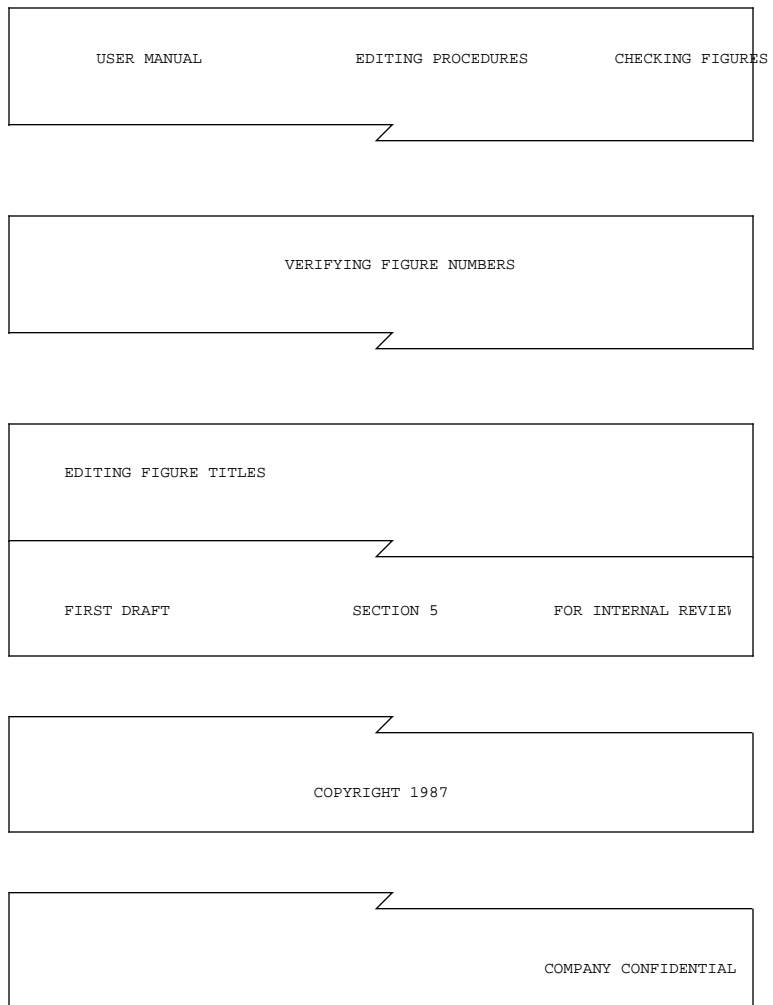 USER MANUAL EDITING PROCEDURES CHECKING FIGURES
VERIFYING FIGURE NUMBERS
EDITING FIGURE TITLES
FIRST DRAFT SECTION 5 FOR INTERNAL REVIEW
COPYRIGHT 1987
COMPANY CONFIDENTIAL